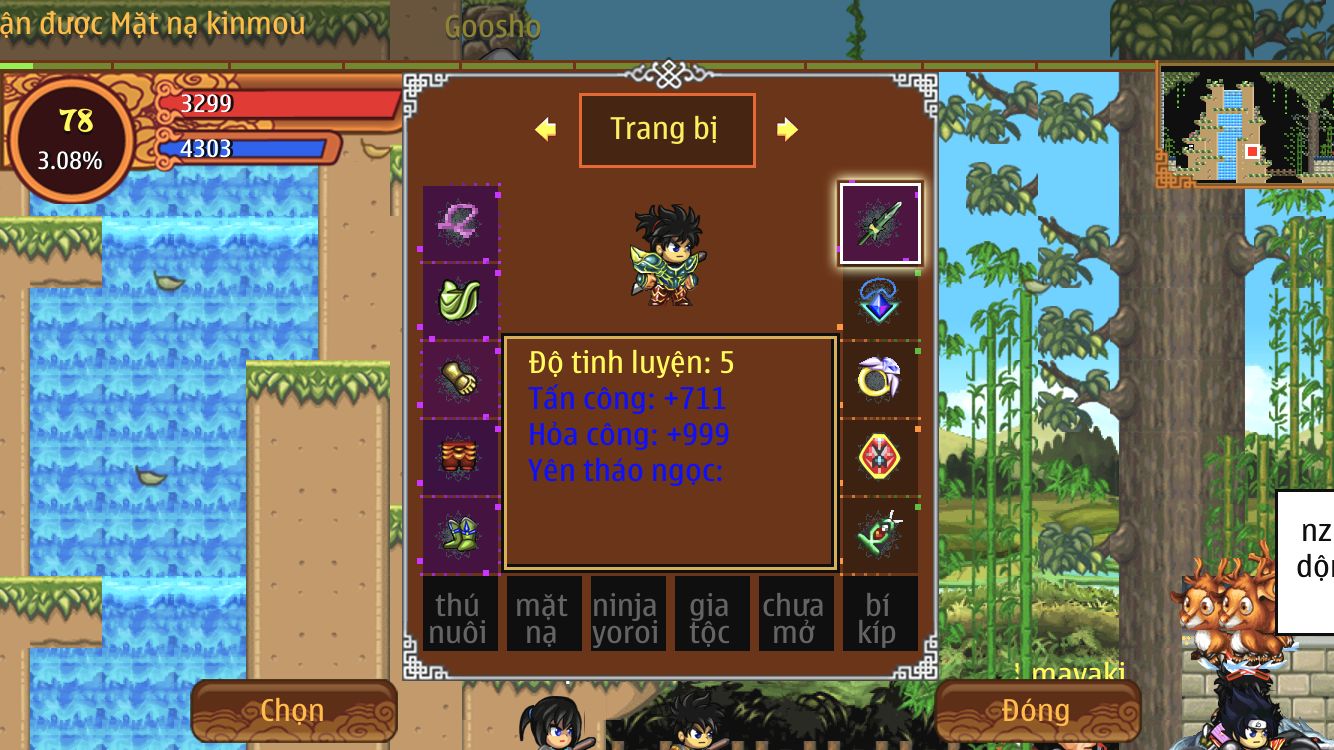 ận được Mặt nạ kinmou
Goosho
78
3.08%
3299
4303
Trang bị
Độ tinh luyện: 5
Tấn công: +711
Hỏa công: +999
Yên tháo ngọc:
thú nuôi
mặt nạ
ninja yoroi
gia tộc
chưa mở
bí kíp
nz
độn
mayaki
Chọn
Đóng